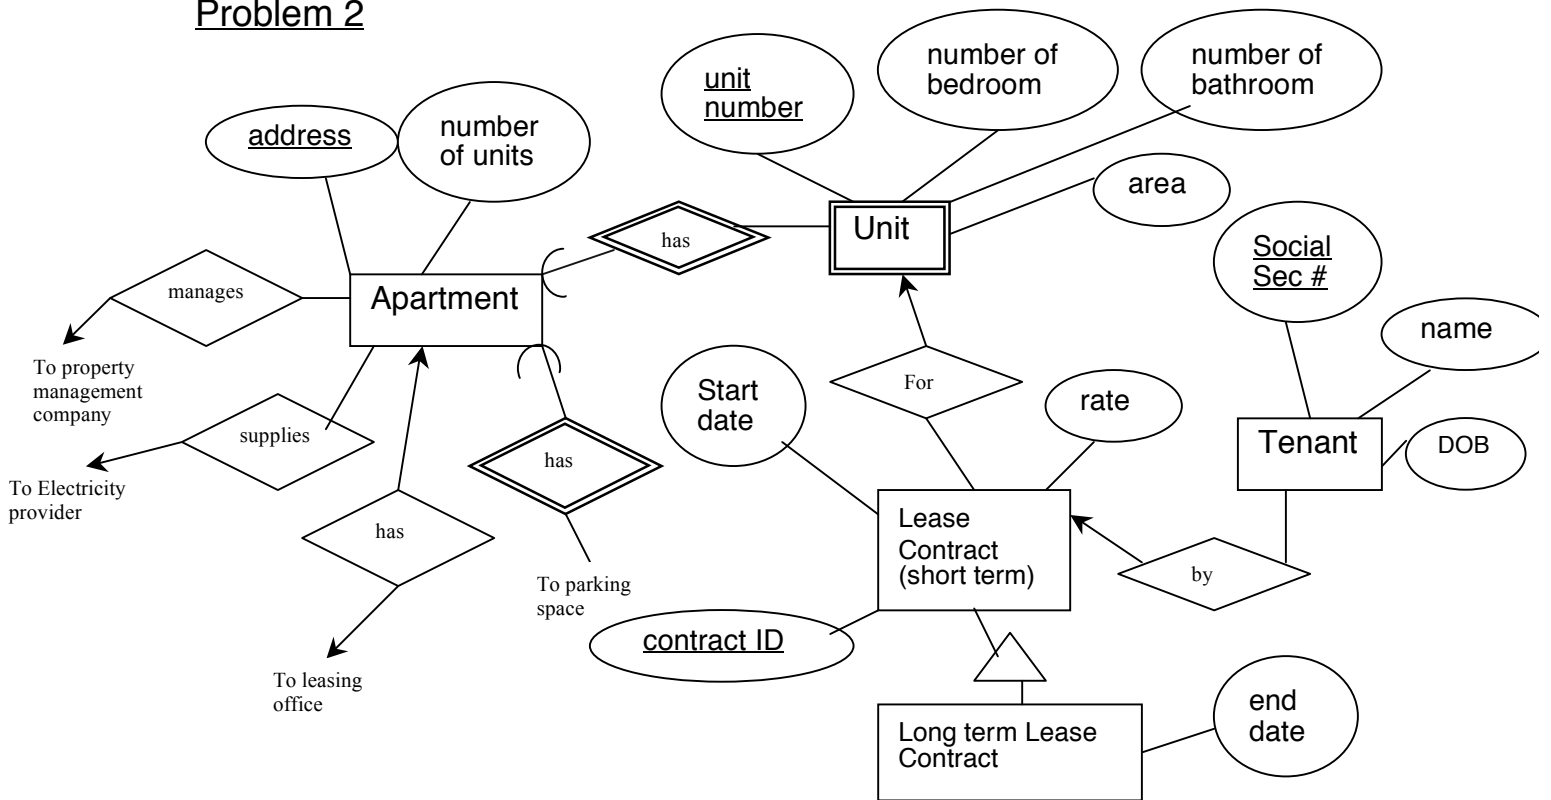 Problem 2
address
number
of units
unit
number
number of
bedroom
number of
bathroom
area
has
Unit
Social
Sec #
manages
Apartment
name
To property
management
company
For
Start
date
rate
supplies
Tenant
DOB
has
To Electricity
provider
has
Lease
Contract
(short term)
by
To parking
space
contract ID
To leasing
office
end
date
Long term Lease
Contract